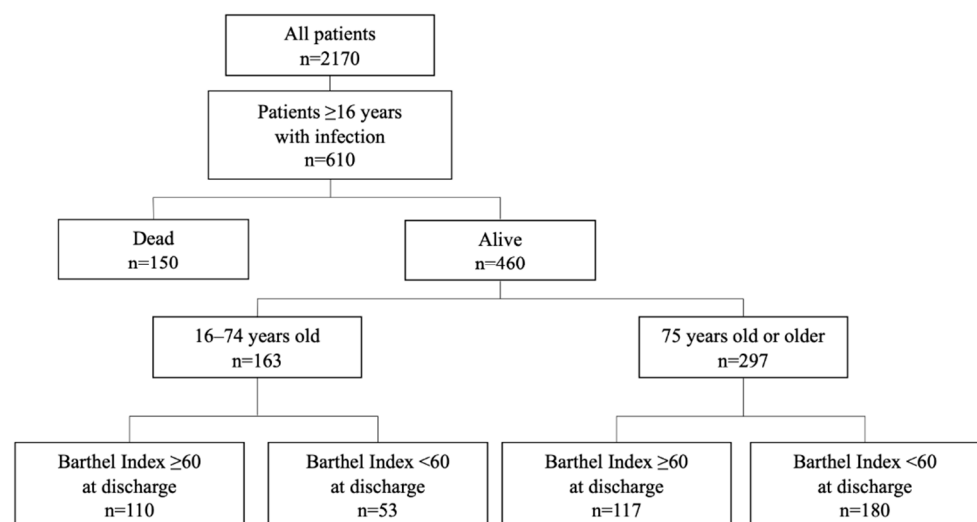 All patients
n=2170
Patients ≥16 years
with infection
n=610
Dead
n=150
Alive
n=460
16–74 years old
n=163
75 years old or older
n=297
Barthel Index ≥60
at discharge
n=110
Barthel Index <60
at discharge
n=53
Barthel Index ≥60
at discharge
n=117
Barthel Index <60
at discharge
n=180